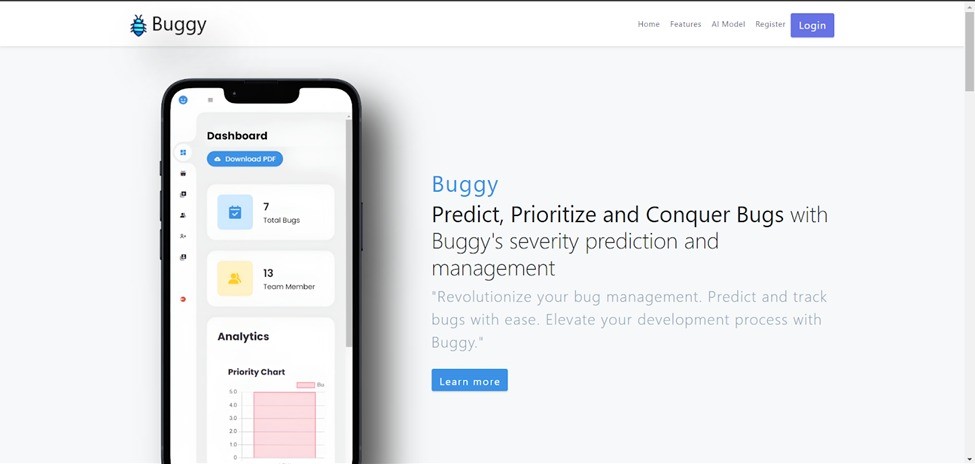 Buggy
Home Features AI Model Register Login
Dashboard
Download PDF
7
Total Bugs
13
Team Member
Analytics
Priority Chart
5.0
4.0
3.0
2.0
1.0
0
Buggy
Predict, Prioritize and Conquer Bugs with
Buggy's severity prediction and
management
"Revolutionize your bug management. Predict and track
bugs with ease. Elevate your development process with
Buggy."
Learn more